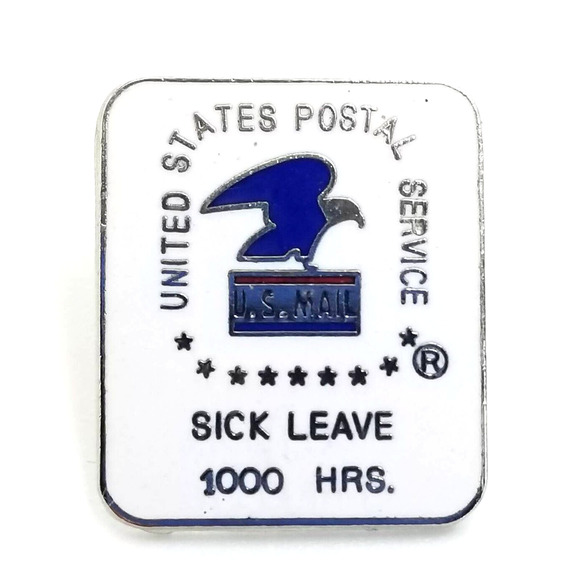 UNITED STATES POSTAL SERVICE
U.S. MAIL
®
SICK LEAVE
1000 HRS.